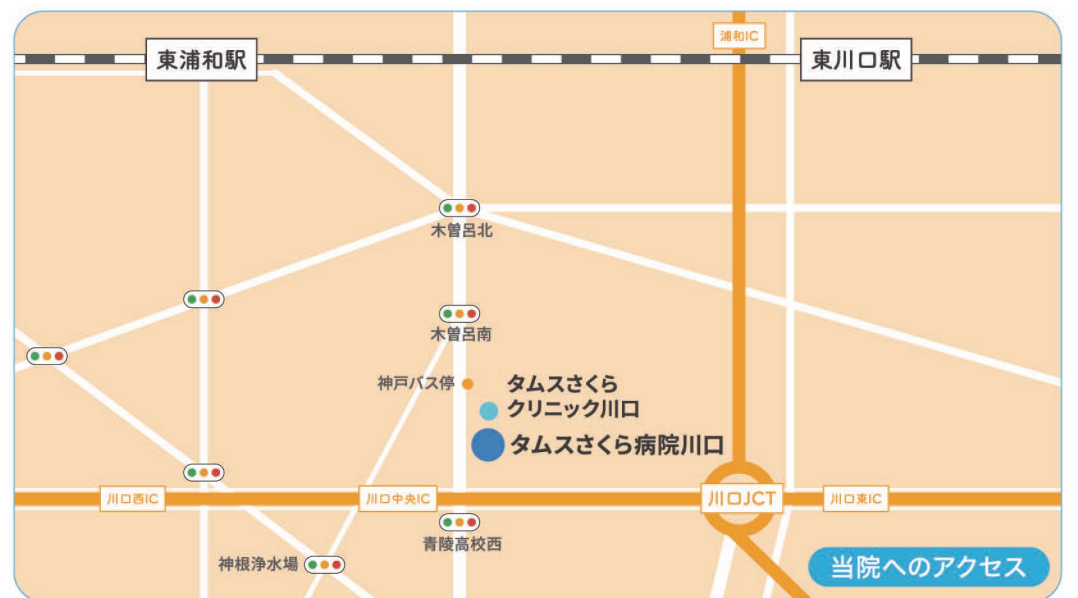 浦和IC
東浦和駅
東川口駅
木曽呂北
木曽呂南
神戸バス停
タムスさくら
クリニック川口
タムスさくら病院川口
川口西IC
川口中央IC
川口JCT
川口東IC
青陵高校西
神根浄水場
当院へのアクセス